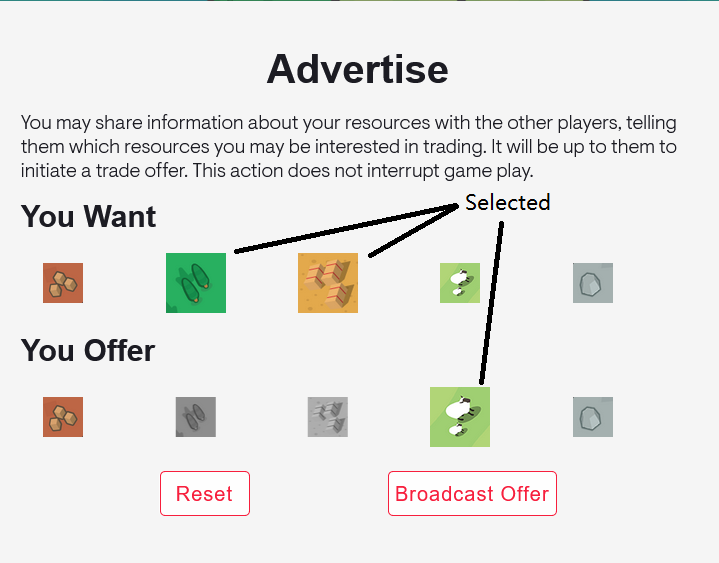 Advertise
You may share information about your resources with the other players, telling
them which resources you may be interested in trading. It will be up to them to
initiate a trade offer. This action does not interrupt game play.
Selected
You Want
You Offer
Reset
Broadcast Offer